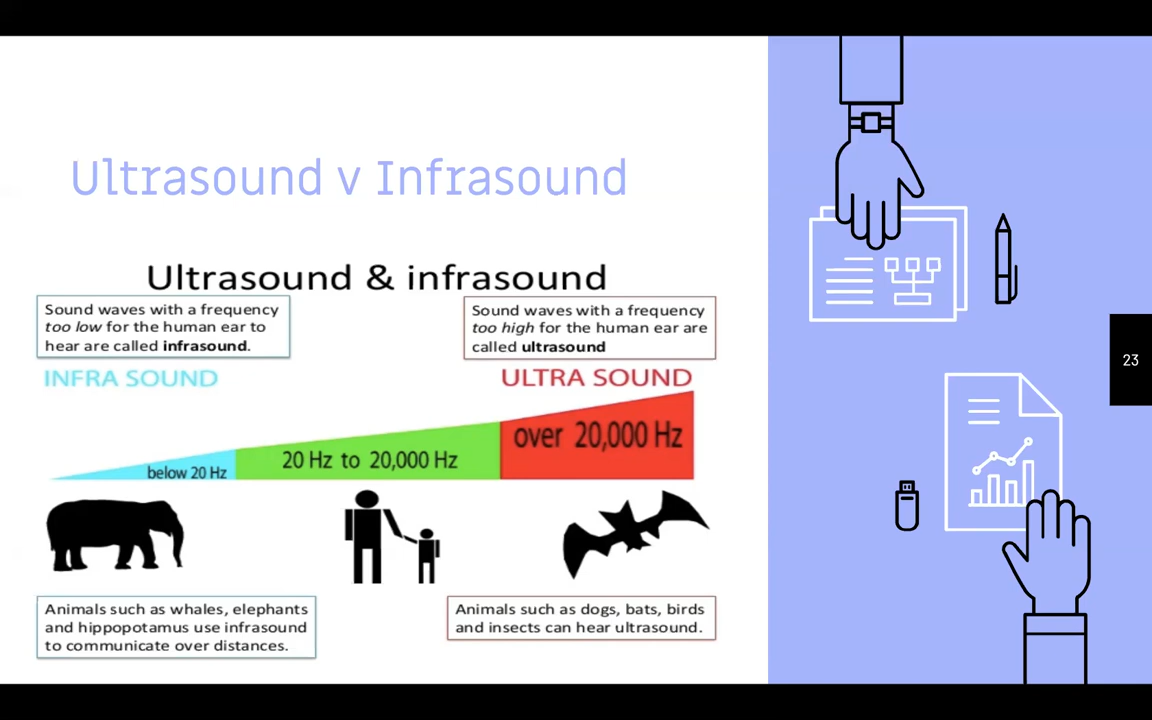 Ultrasound v Infrasound
Ultrasound & infrasound
Sound waves with a frequency
too low for the human ear to
hear are called infrasound.
Sound waves with a frequency
too high for the human ear are
called ultrasound
INFRA SOUND
ULTRA SOUND
below 20 Hz
20 Hz to 20,000 Hz
over 20,000 Hz
Animals such as whales, elephants
and hippopotamus use infrasound
to communicate over distances.
Animals such as dogs, bats, birds
and insects can hear ultrasound.
23